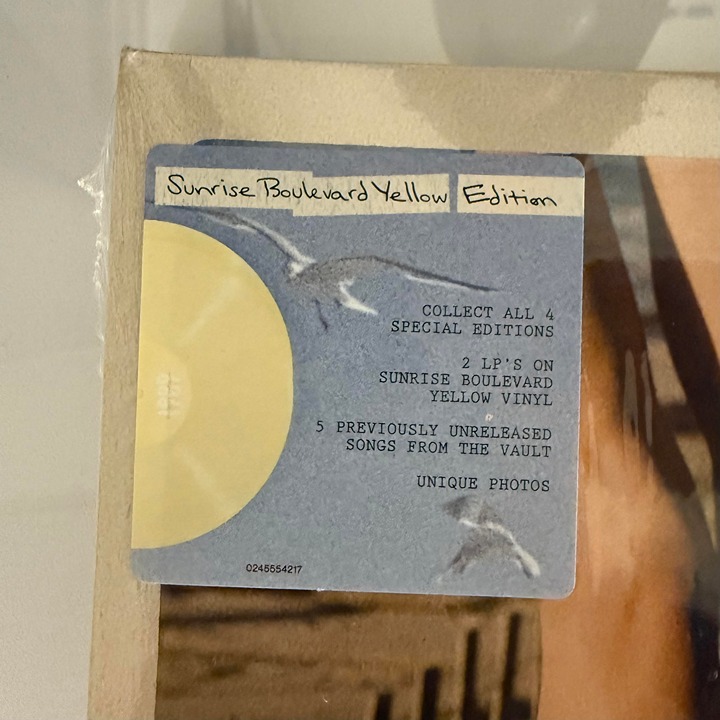 Sunrise Boulevard Yellow Edition
COLLECT ALL 4
SPECIAL EDITIONS
2 LP'S ON
SUNRISE BOULEVARD
YELLOW VINYL
5 PREVIOUSLY UNRELEASED
SONGS FROM THE VAULT
UNIQUE PHOTOS
0245554217